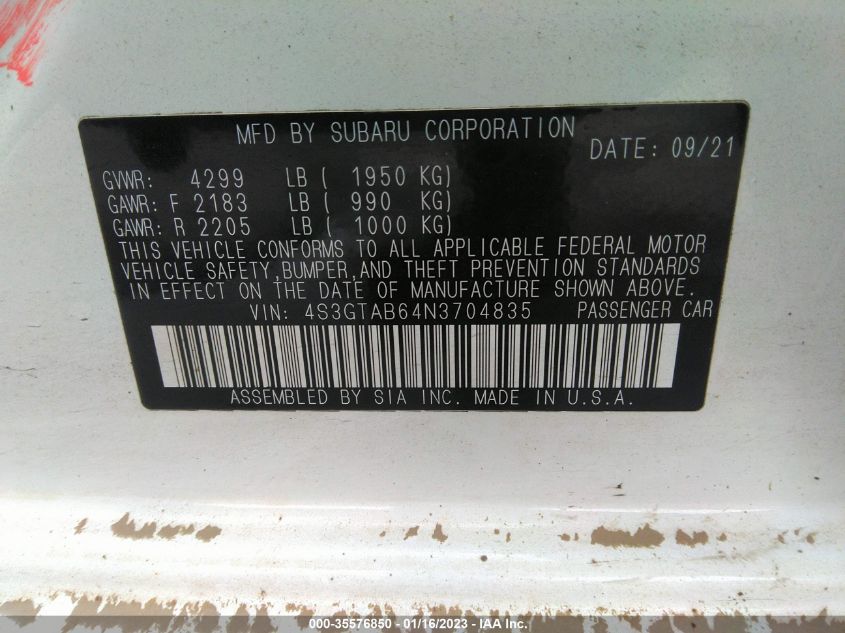 MFD BY SUBARU CORPORATION DATE: 09/21
GVWR: 4299 LB ( 1950 KG)
GAWR: F 2183 LB ( 990 KG)
GAWR: R 2205 LB ( 1000 KG)
THIS VEHICLE CONFORMS TO ALL APPLICABLE FEDERAL MOTOR
VEHICLE SAFETY,BUMPER,AND THEFT PREVENTION STANDARDS
IN EFFECT ON THE DATE OF MANUFACTURE SHOWN ABOVE.
VIN: 4S3GTAB64N3704835 PASSENGER CAR
ASSEMBLED BY SIA INC. MADE IN U.S.A.
000-35576850 - 01/16/2023 - IAA Inc.